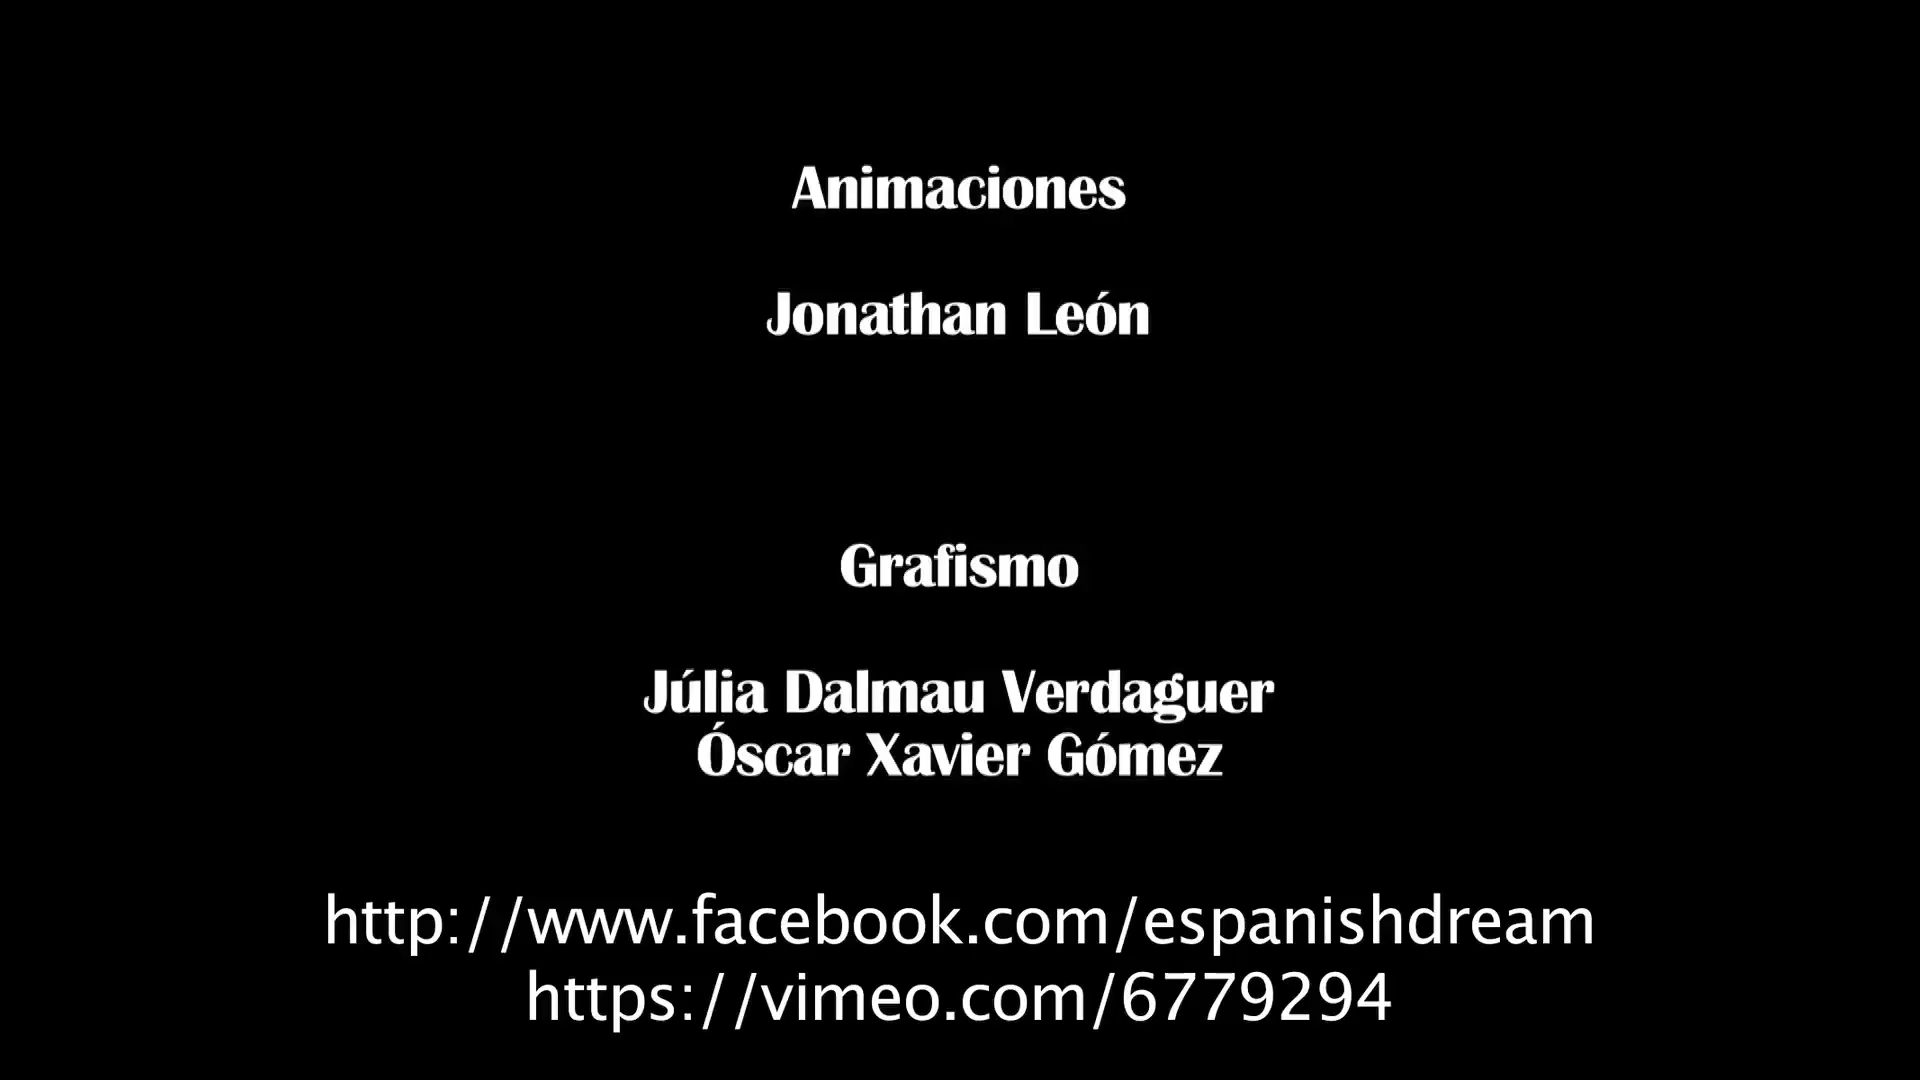 Animaciones
Jonathan León
Grafismo
Júlia Dalmau Verdaguer
Óscar Xavier Gómez
http://www.facebook.com/espanishdream
https://vimeo.com/6779294